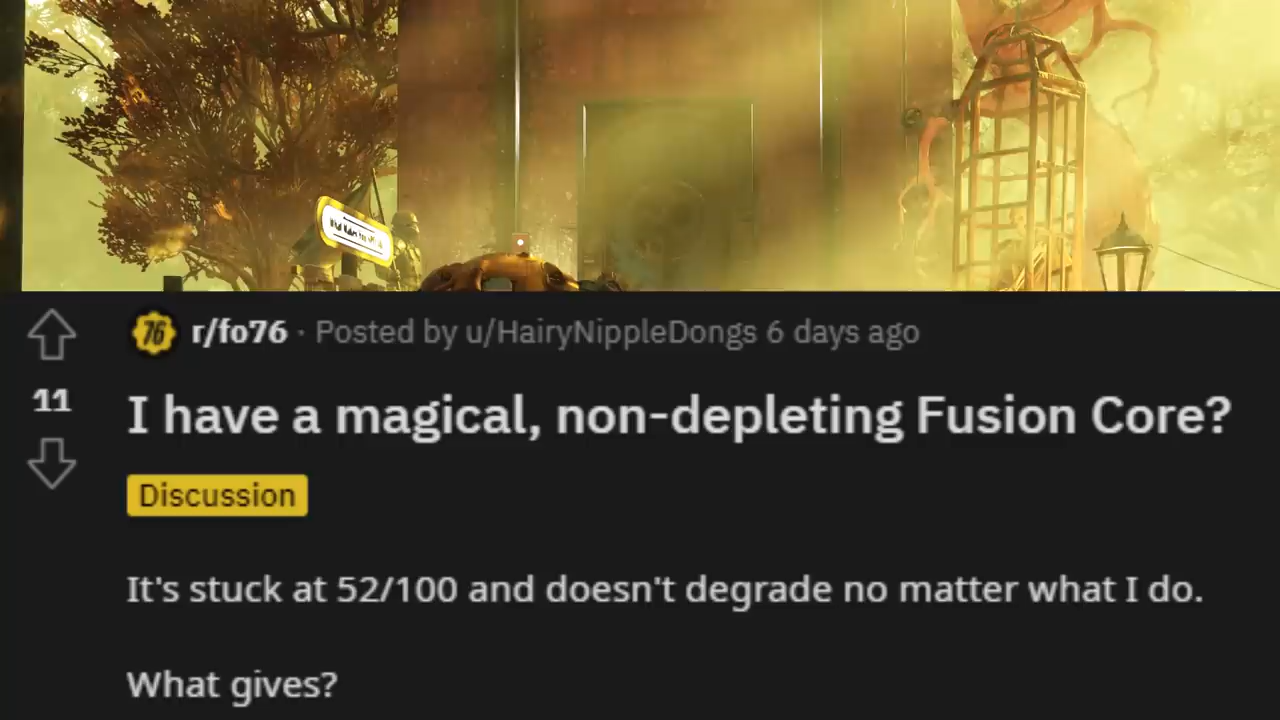 76 r/fo76 · Posted by u/HairyNippleDongs 6 days ago
11
I have a magical, non-depleting Fusion Core?
Discussion
It's stuck at 52/100 and doesn't degrade no matter what I do.
What gives?